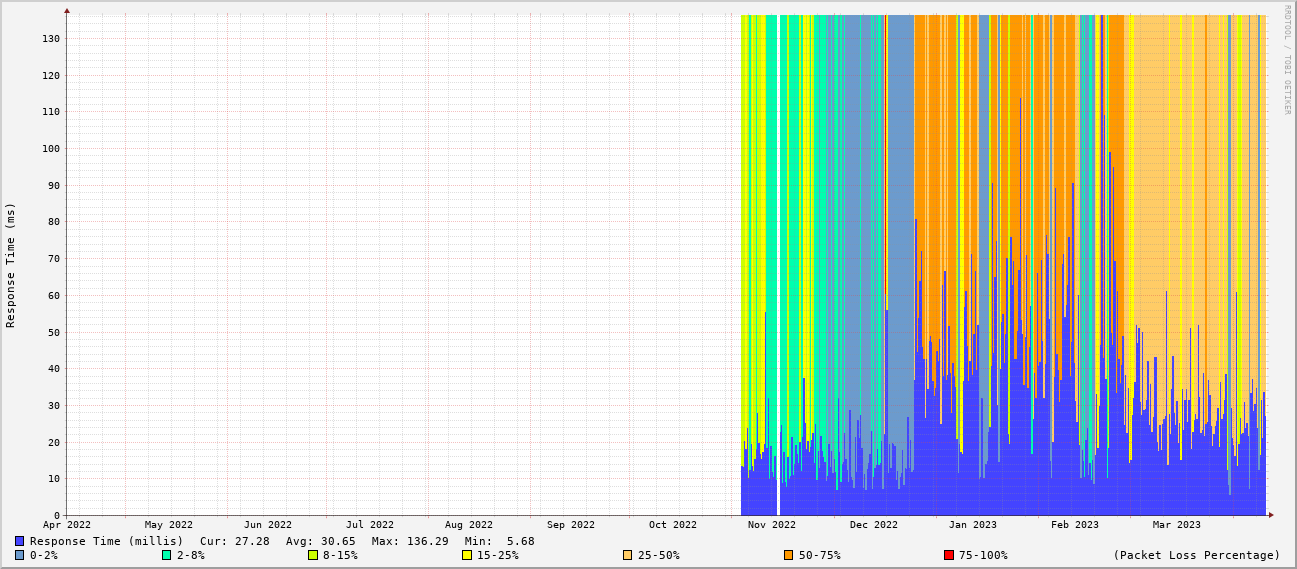 RRDTOOL / TOBI OETIKER
Response Time (ms)
130
120
110
100
90
80
70
60
50
40
30
20
10
0
Apr 2022 May 2022 Jun 2022 Jul 2022 Aug 2022 Sep 2022 Oct 2022 Nov 2022 Dec 2022 Jan 2023 Feb 2023 Mar 2023
Response Time (millis) Cur: 27.28 Avg: 30.65 Max: 136.29 Min: 5.68
0-2% 2-8% 8-15% 15-25% 25-50% 50-75% 75-100% (Packet Loss Percentage)